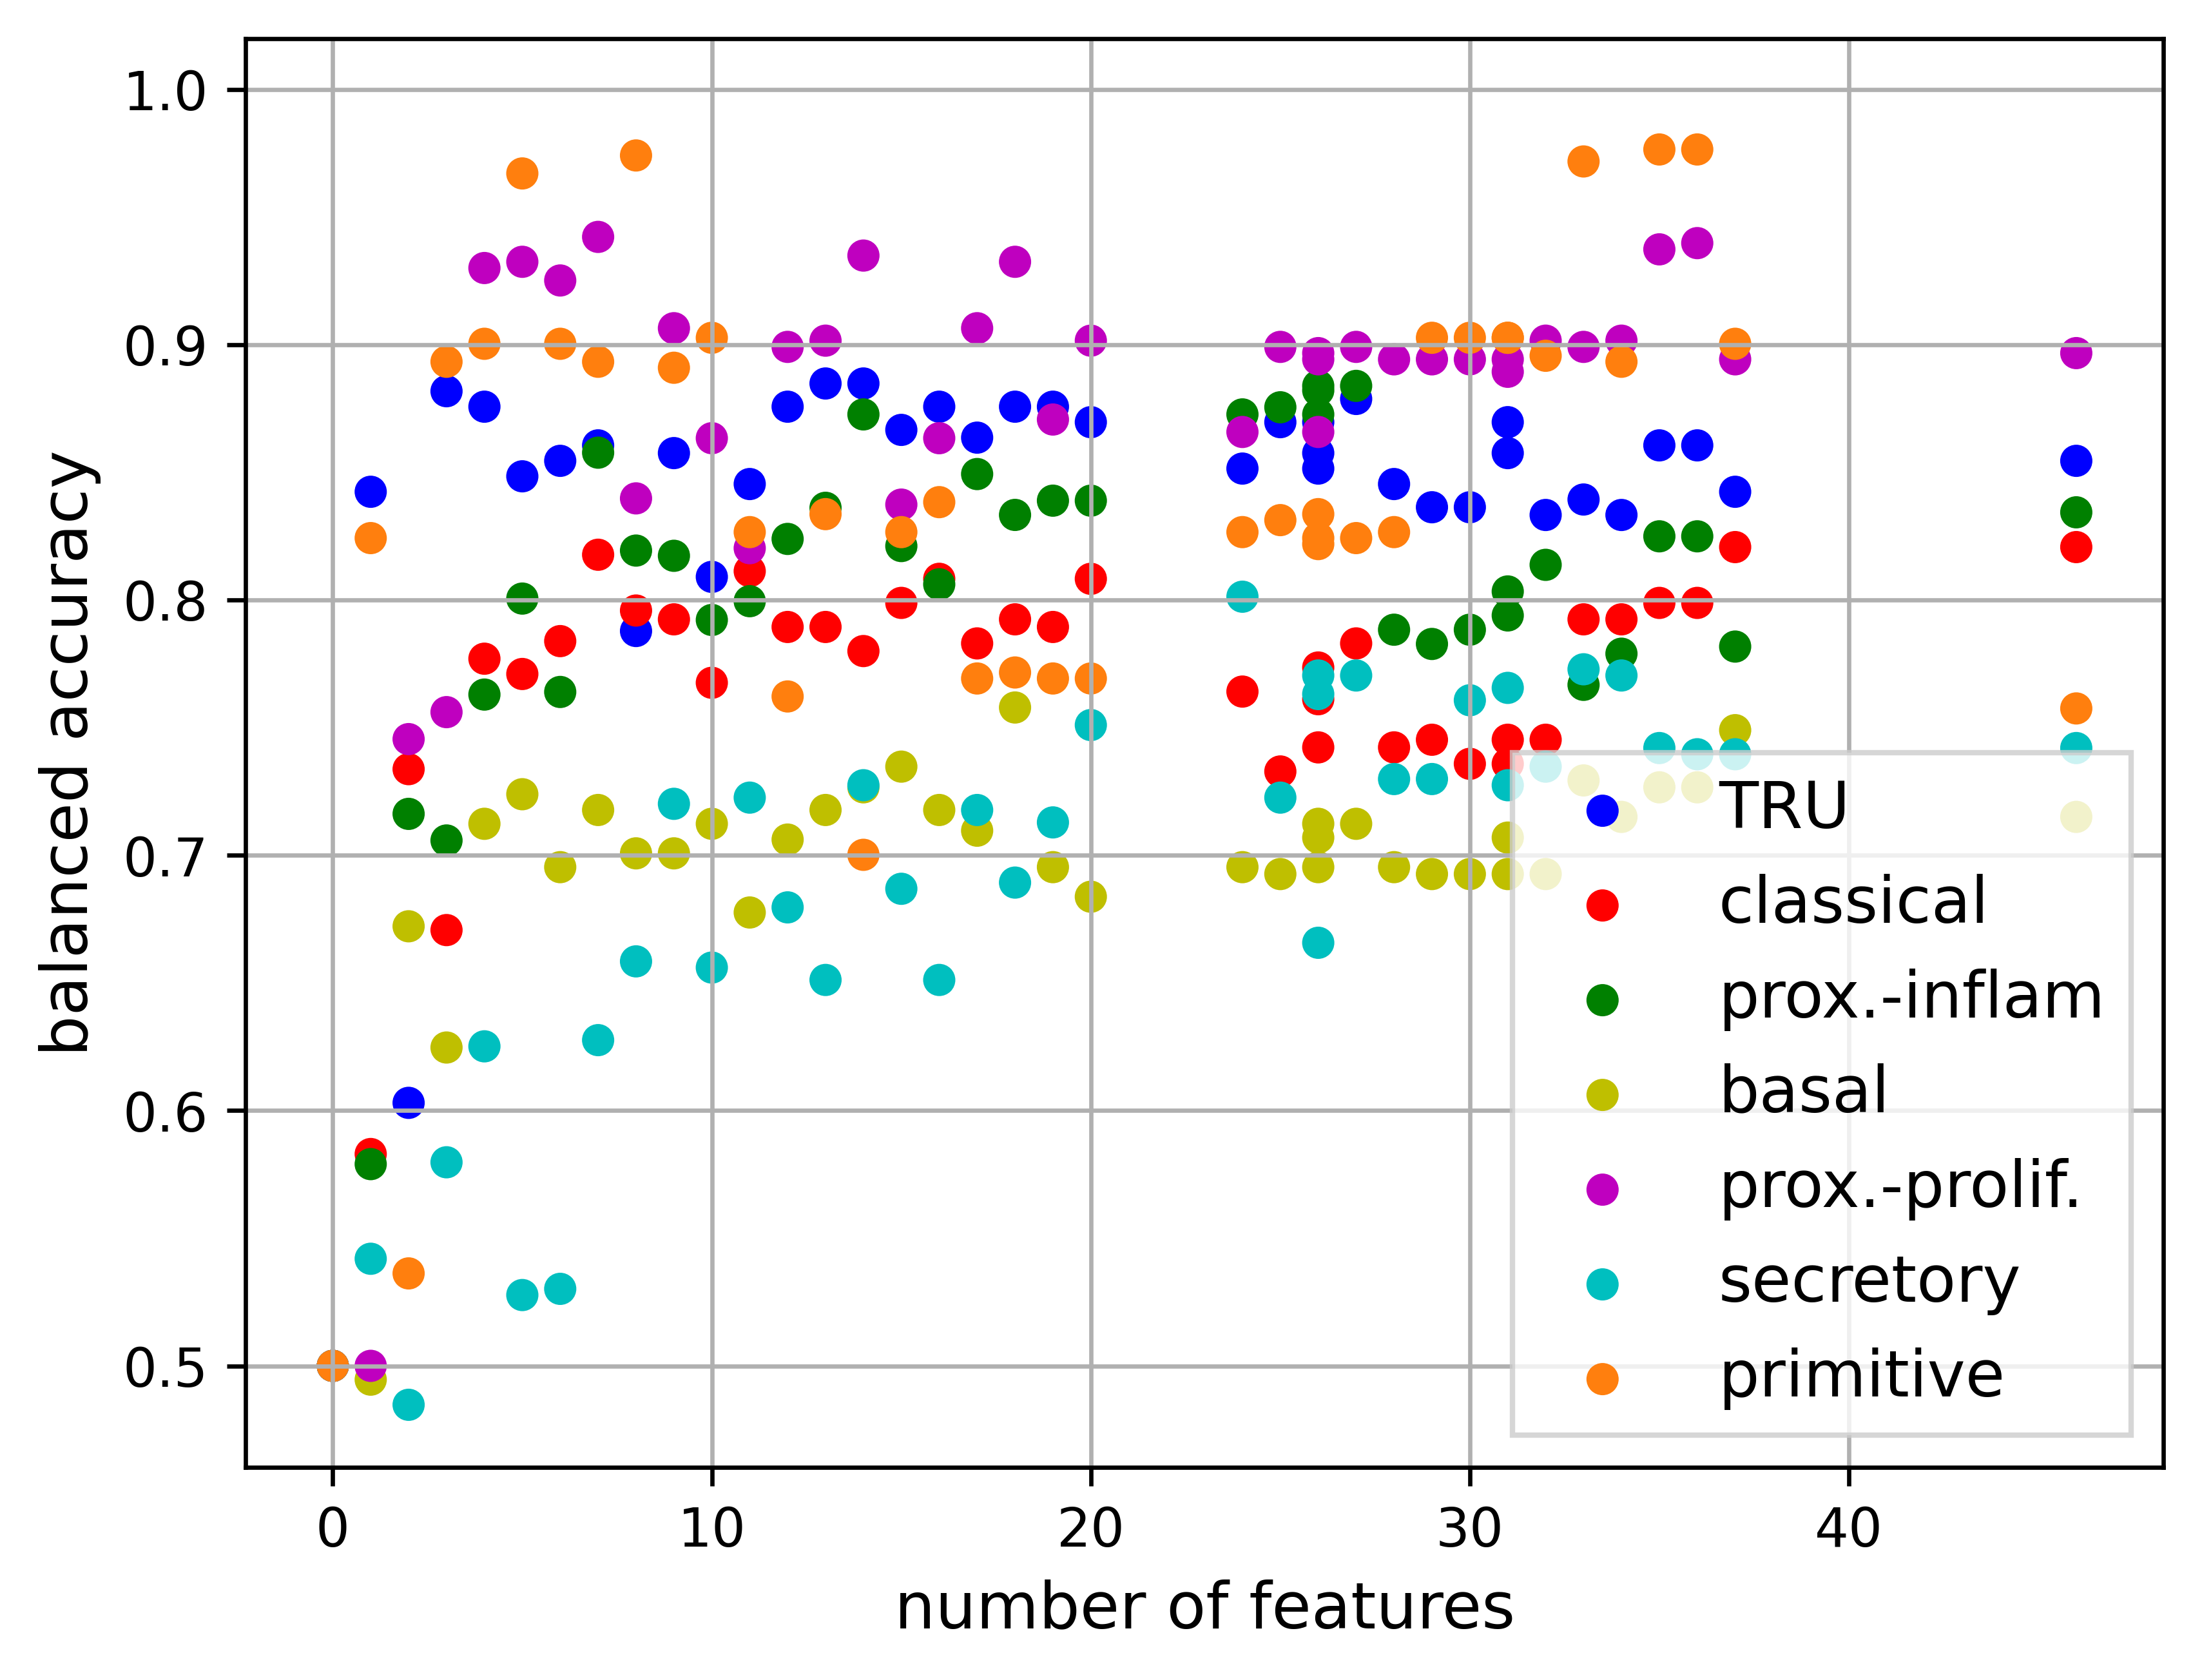 1.0
0.9
0.8
0.7
0.6
0.5
balanced accuracy
TRU
classical
prox.-inflam
basal
prox.-prolif.
secretory
primitive
0 10 20 30 40
number of features